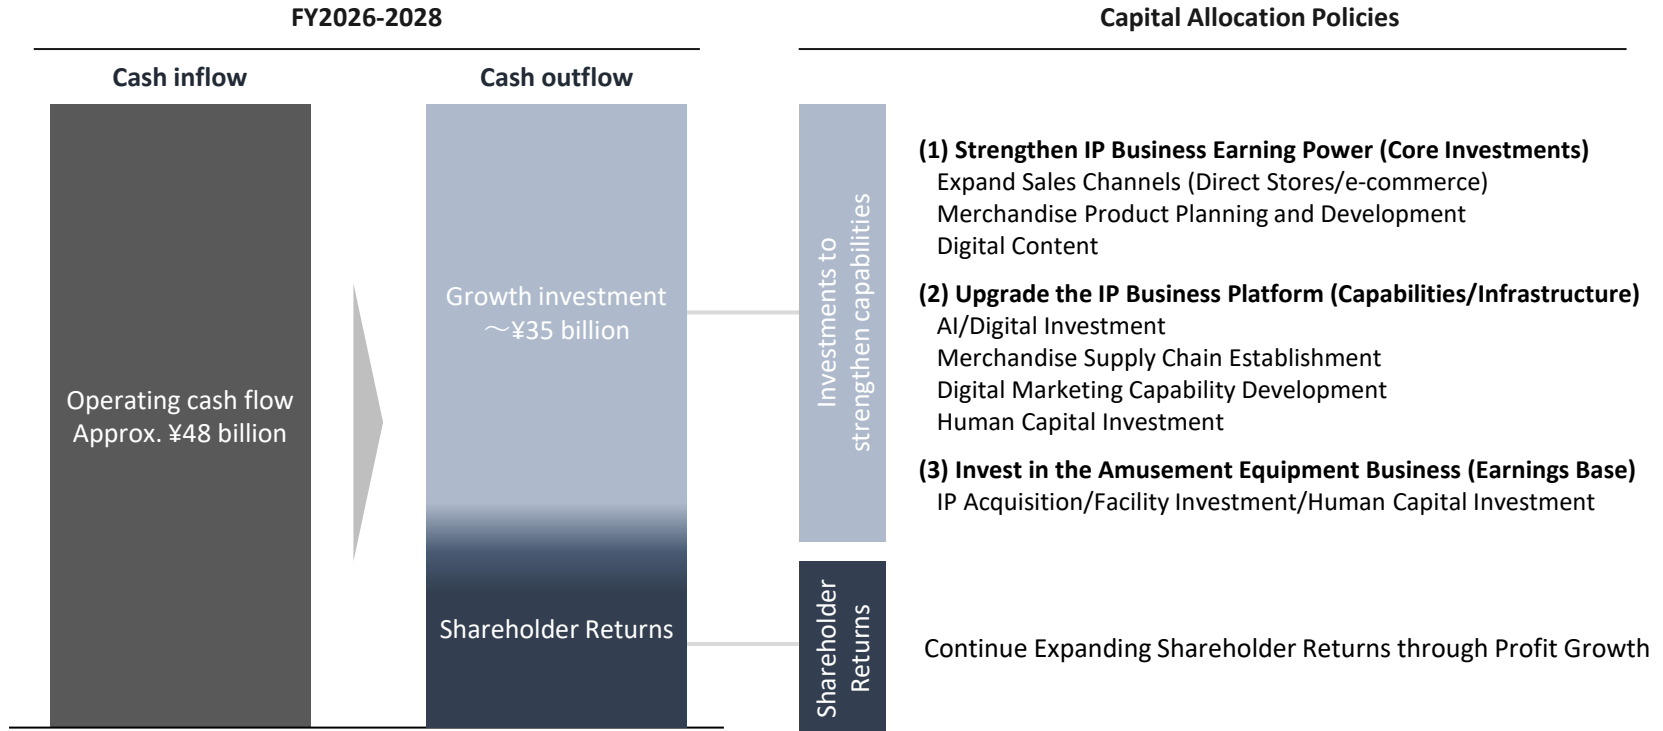 FY2026-2028
Cash inflow
Cash outflow
Operating cash flow
Approx. ¥48 billion
Growth investment
～¥35 billion
Shareholder Returns
Capital Allocation Policies
Investments to
strengthen capabilities
(1) Strengthen IP Business Earning Power (Core Investments)
Expand Sales Channels (Direct Stores/e-commerce)
Merchandise Product Planning and Development
Digital Content
(2) Upgrade the IP Business Platform (Capabilities/Infrastructure)
AI/Digital Investment
Merchandise Supply Chain Establishment
Digital Marketing Capability Development
Human Capital Investment
(3) Invest in the Amusement Equipment Business (Earnings Base)
IP Acquisition/Facility Investment/Human Capital Investment
Shareholder
Returns
Continue Expanding Shareholder Returns through Profit Growth